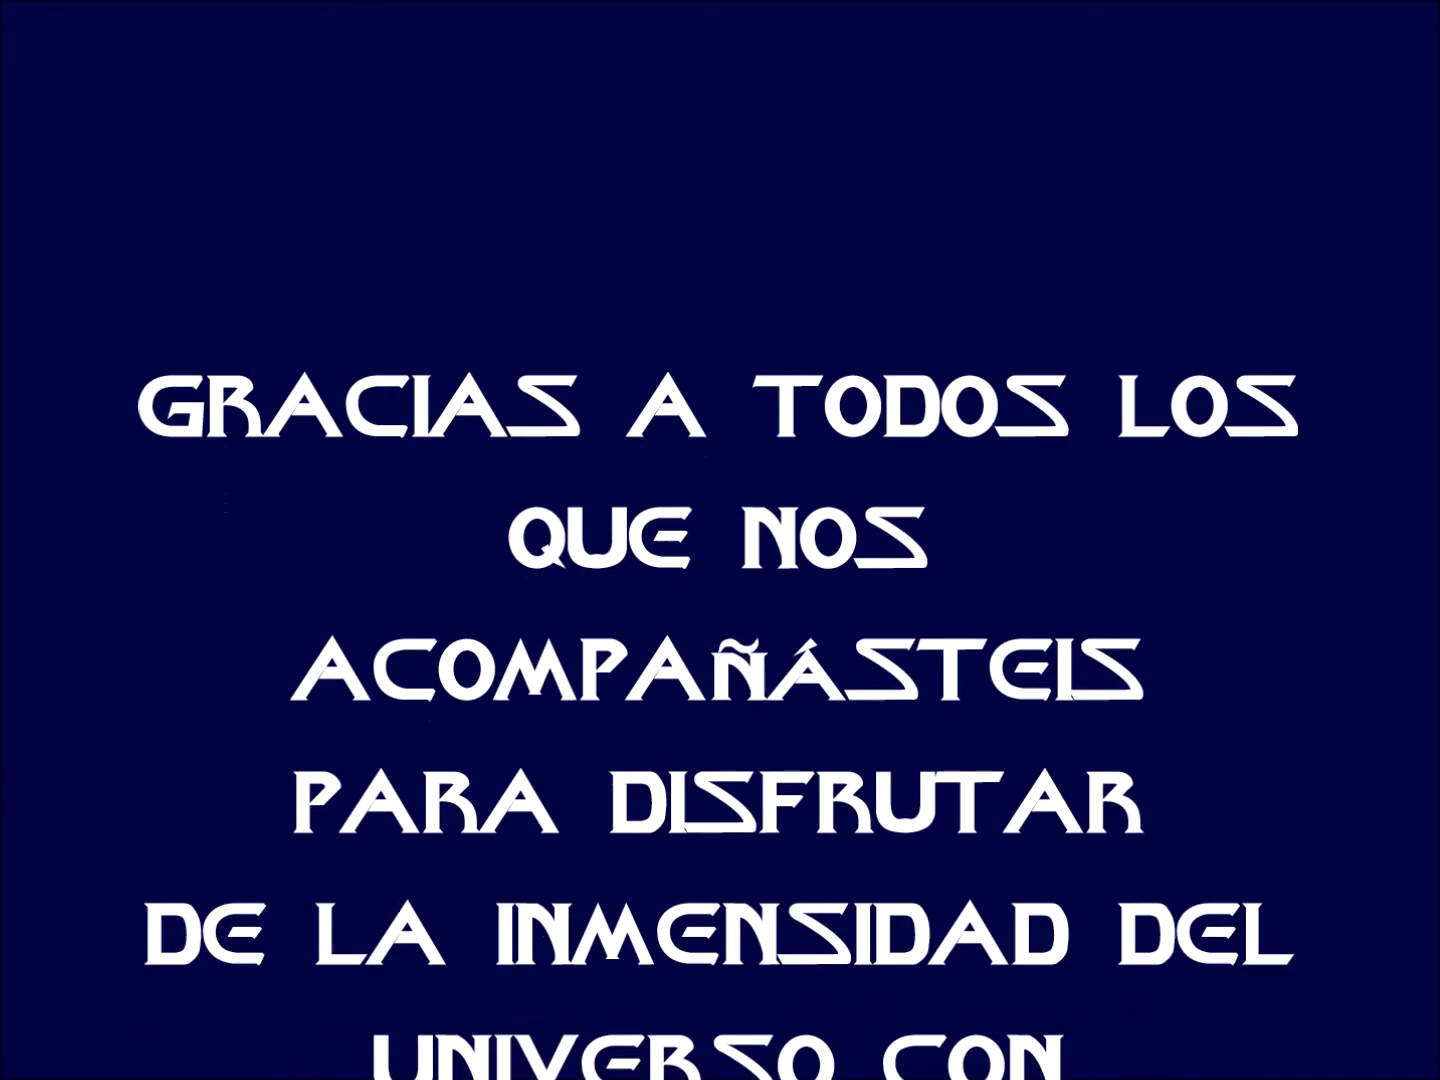 GRACIAS A TODOS LOS
QUE NOS
ACOMPAÑÁSTEIS
PARA DISFRUTAR
DE LA INMENSIDAD DEL
UNIVERSO CON